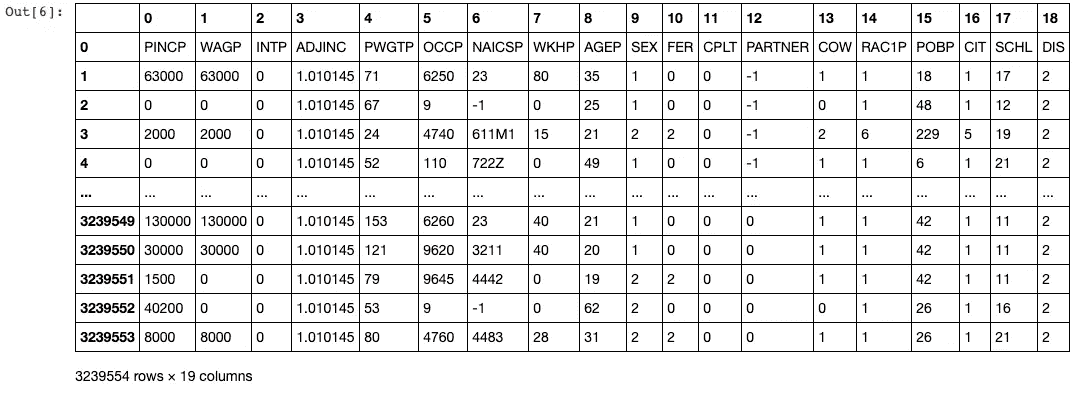 Out[6]:
0 1 2 3 4 5 6 7 8 9 10 11 12 13 14 15 16 17 18
0 PINCP WAGP INTP ADJINC PWGTP OCCP NAICSP WKHP AGEP SEX FER CPLT PARTNER COW RAC1P POBP CIT SCHL DIS
1 63000 63000 0 1.010145 71 6250 23 80 35 1 0 0 -1 1 1 18 1 17 2
2 0 0 0 1.010145 67 9 -1 0 25 1 0 0 -1 0 1 48 1 12 2
3 2000 2000 0 1.010145 24 4740 611M1 15 21 2 2 0 -1 2 6 229 5 19 2
4 0 0 0 1.010145 52 110 722Z 0 49 1 0 0 -1 1 1 6 1 21 2
... ... ... ... ... ... ... ... ... ... ... ... ... ... ... ... ... ... ... ...
3239549 130000 130000 0 1.010145 153 6260 23 40 21 1 0 0 0 1 1 42 1 11 2
3239550 30000 30000 0 1.010145 121 9620 3211 40 20 1 0 0 0 1 1 42 1 11 2
3239551 1500 0 0 1.010145 79 9645 4442 0 19 2 2 0 0 1 1 42 1 11 2
3239552 40200 0 0 1.010145 53 9 -1 0 62 2 0 0 0 0 1 26 1 16 2
3239553 8000 8000 0 1.010145 80 4760 4483 28 31 2 2 0 0 1 1 26 1 21 2
3239554 rows × 19 columns